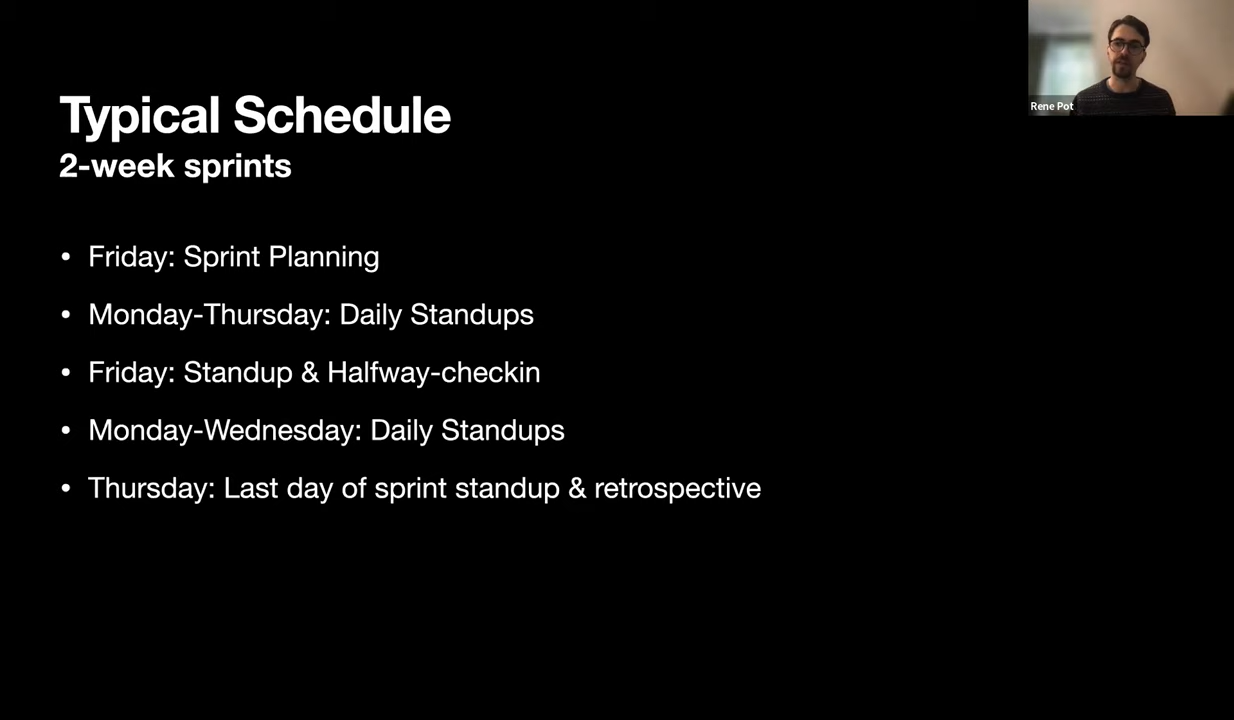 Typical Schedule
2-week sprints
• Friday: Sprint Planning
• Monday-Thursday: Daily Standups
• Friday: Standup & Halfway-checkin
• Monday-Wednesday: Daily Standups
• Thursday: Last day of sprint standup & retrospective
Rene Pot